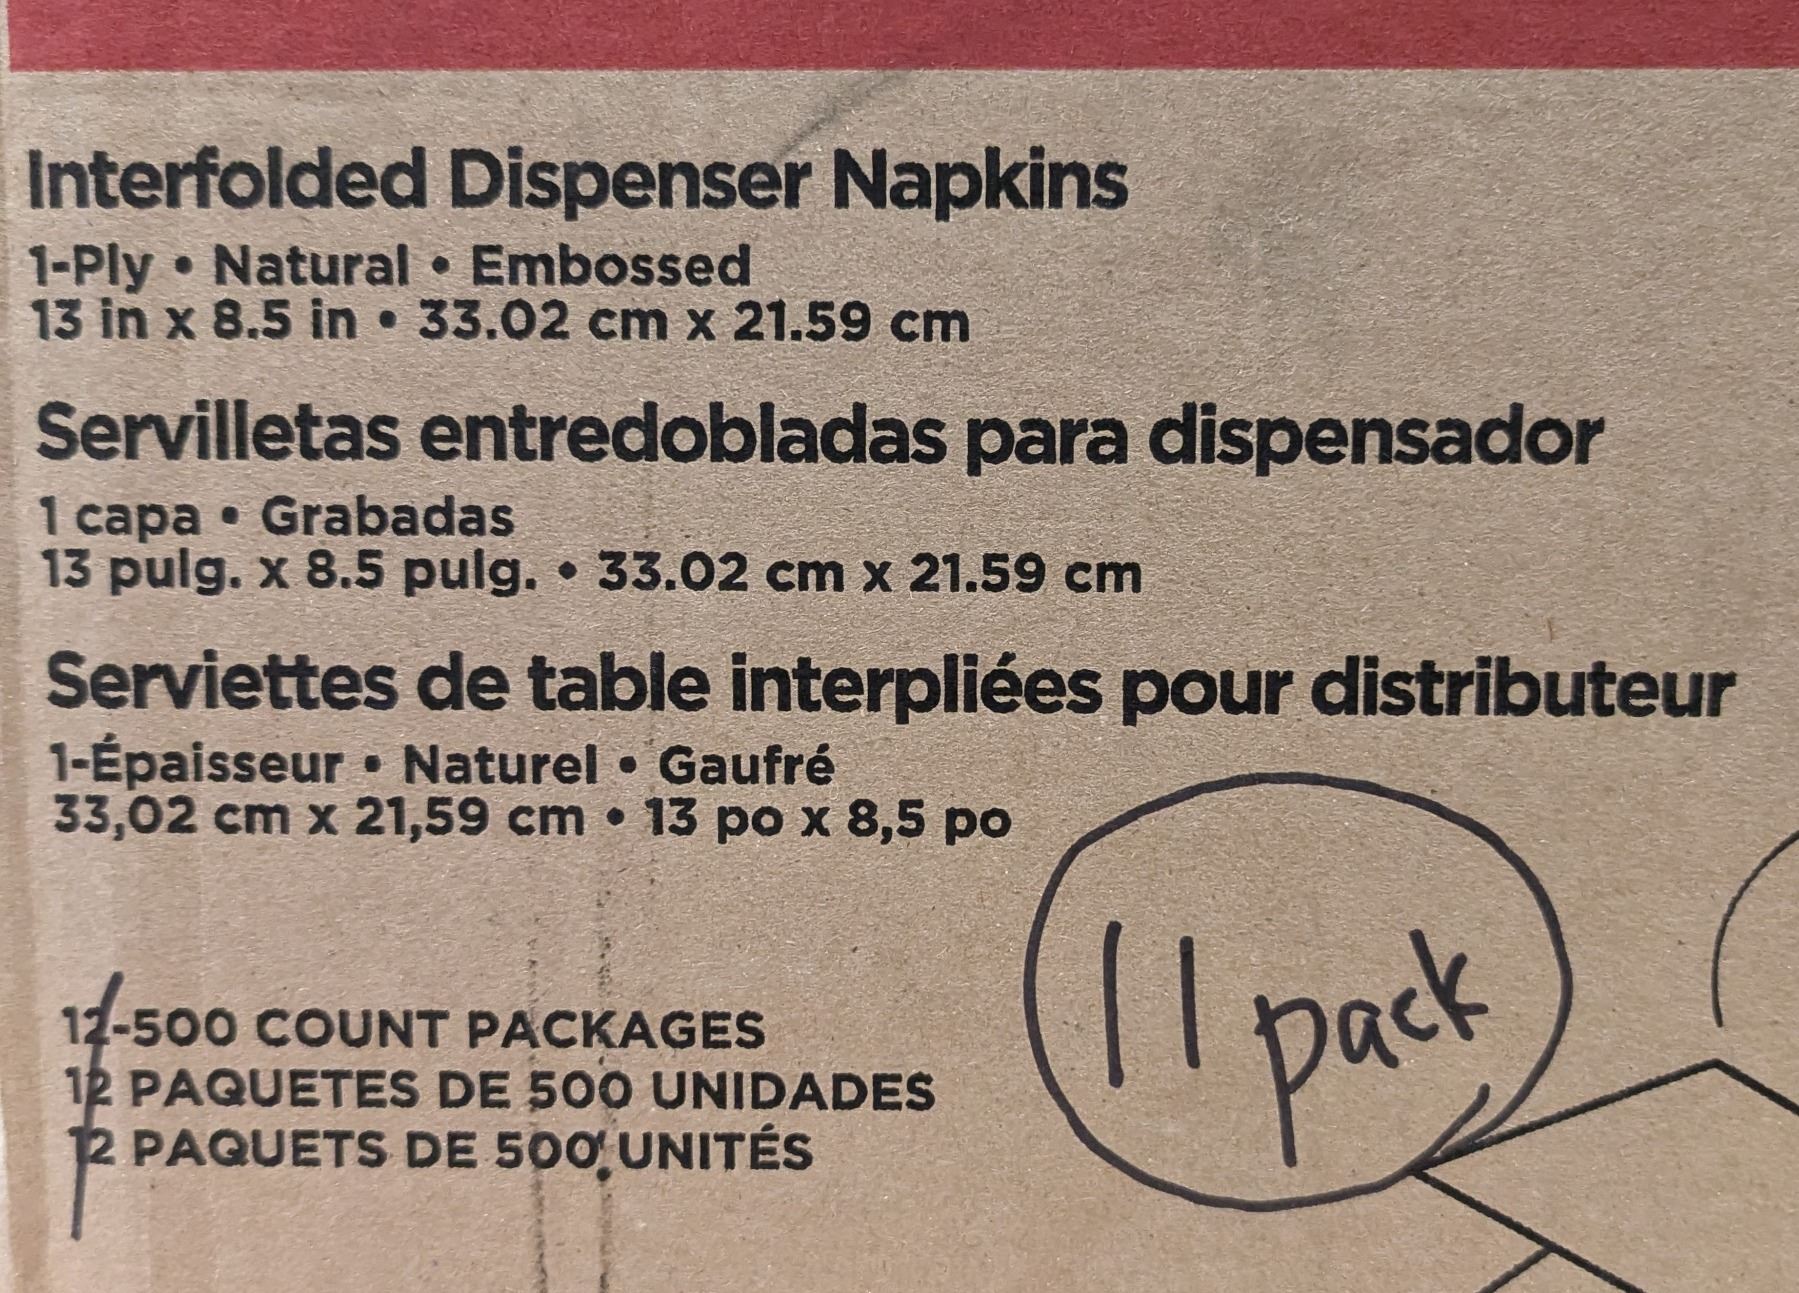 Interfolded Dispenser Napkins
1-Ply • Natural • Embossed
13 in x 8.5 in • 33.02 cm x 21.59 cm
Servilletas entredobladas para dispensador
1 capa • Grabadas
13 pulg. x 8.5 pulg. • 33.02 cm x 21.59 cm
Serviettes de table interpliées pour distributeur
1-Épaisseur • Naturel • Gaufré
33,02 cm x 21,59 cm • 13 po x 8,5 po
12-500 COUNT PACKAGES
12 PAQUETES DE 500 UNIDADES
12 PAQUETS DE 500 UNITÉS
11 pack